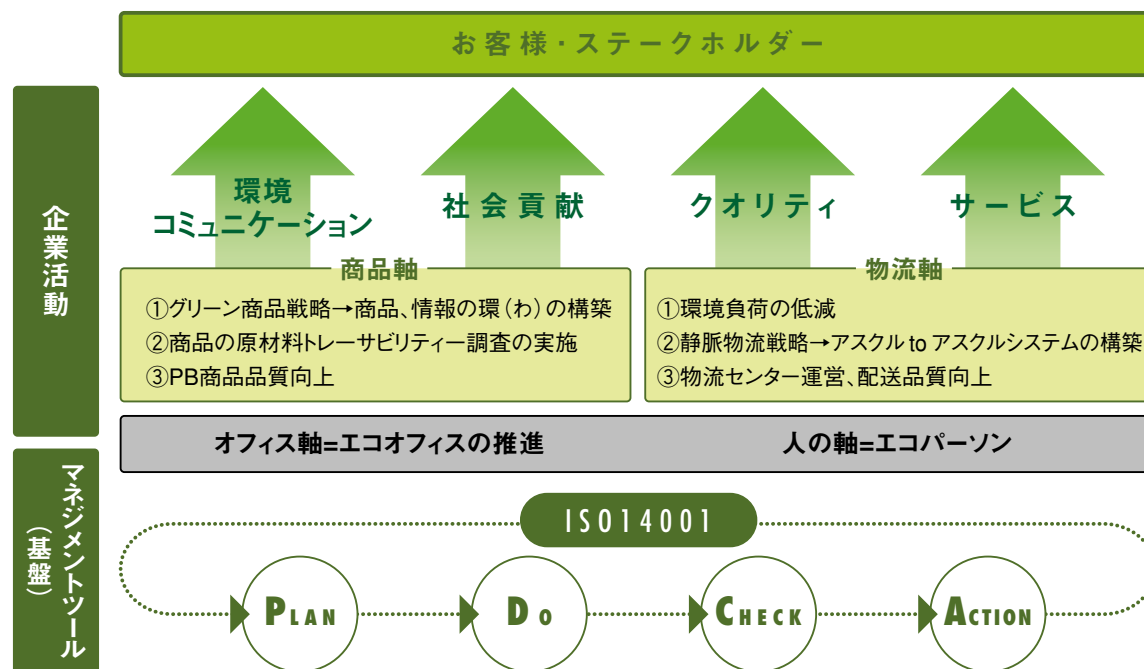 お客様・ステークホルダー
企業活動
環境
コミュニケーション
社会貢献
クオリティ
サービス
商品軸
①グリーン商品戦略→商品、情報の環(わ)の構築
②商品の原材料トレーサビリティー調査の実施
③PB商品品質向上
物流軸
①環境負荷の低減
②静脈物流戦略→アスクル to アスクルシステムの構築
③物流センター運営、配送品質向上
オフィス軸=エコオフィスの推進
人の軸=エコパーソン
マネジメントツール
(基盤)
ISO14001
PLAN
DO
CHECK
ACTION